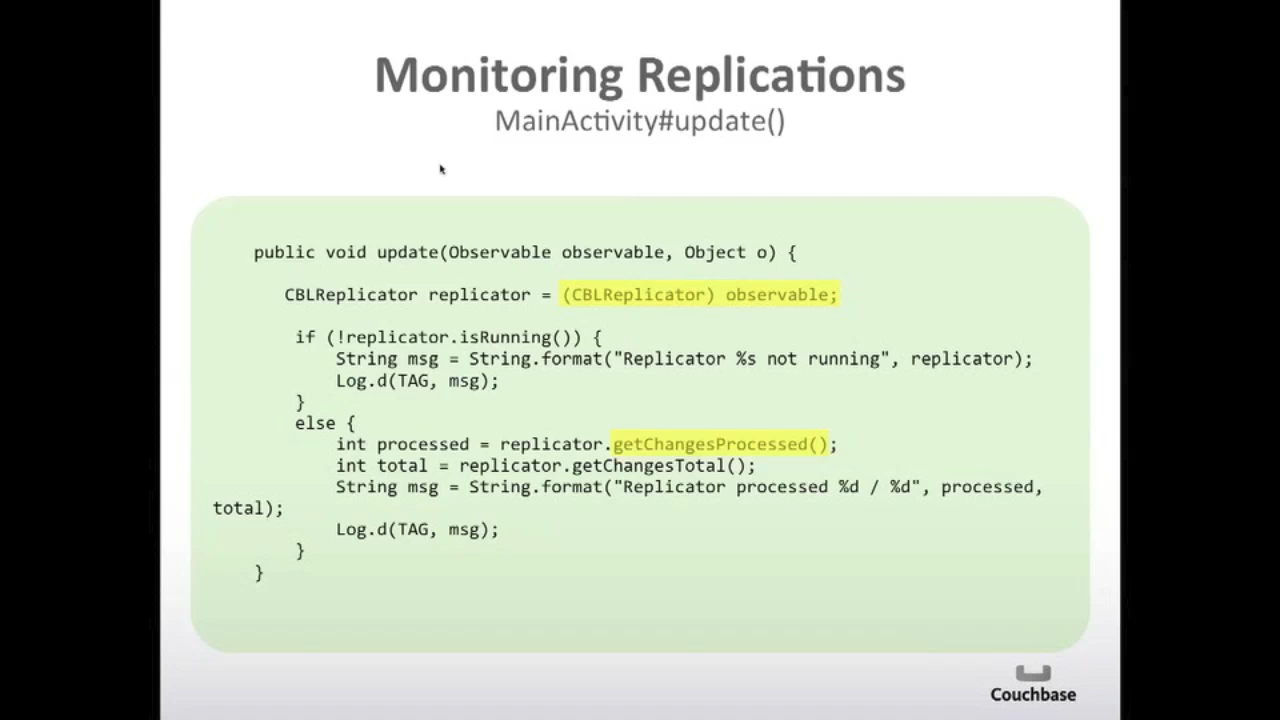 Monitoring Replications
MainActivity#update()
public void update(Observable observable, Object o) {
CBLReplicator replicator = (CBLReplicator) observable;
if (!replicator.isRunning()) {
String msg = String.format("Replicator %s not running", replicator);
Log.d(TAG, msg);
}
else {
int processed = replicator.getChangesProcessed();
int total = replicator.getChangesTotal();
String msg = String.format("Replicator processed %d / %d", processed,
total);
Log.d(TAG, msg);
}
}
Couchbase